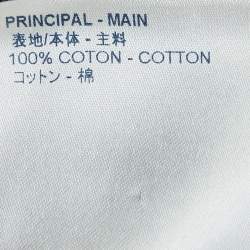 PRINCIPAL - MAIN
表地/本体 - 主料
100% COTON - COTTON
コットン - 棉